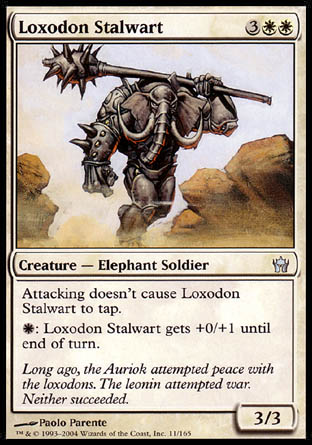 Loxodon Stalwart 3
Creature — Elephant Soldier
Attacking doesn't cause Loxodon
Stalwart to tap.
: Loxodon Stalwart gets +0/+1 until
end of turn.
Long ago, the Auriok attempted peace with
the loxodons. The leonin attempted war.
Neither succeeded.
3/3
Paolo Parente
™ & © 1993–2004 Wizards of the Coast, Inc. 11/165